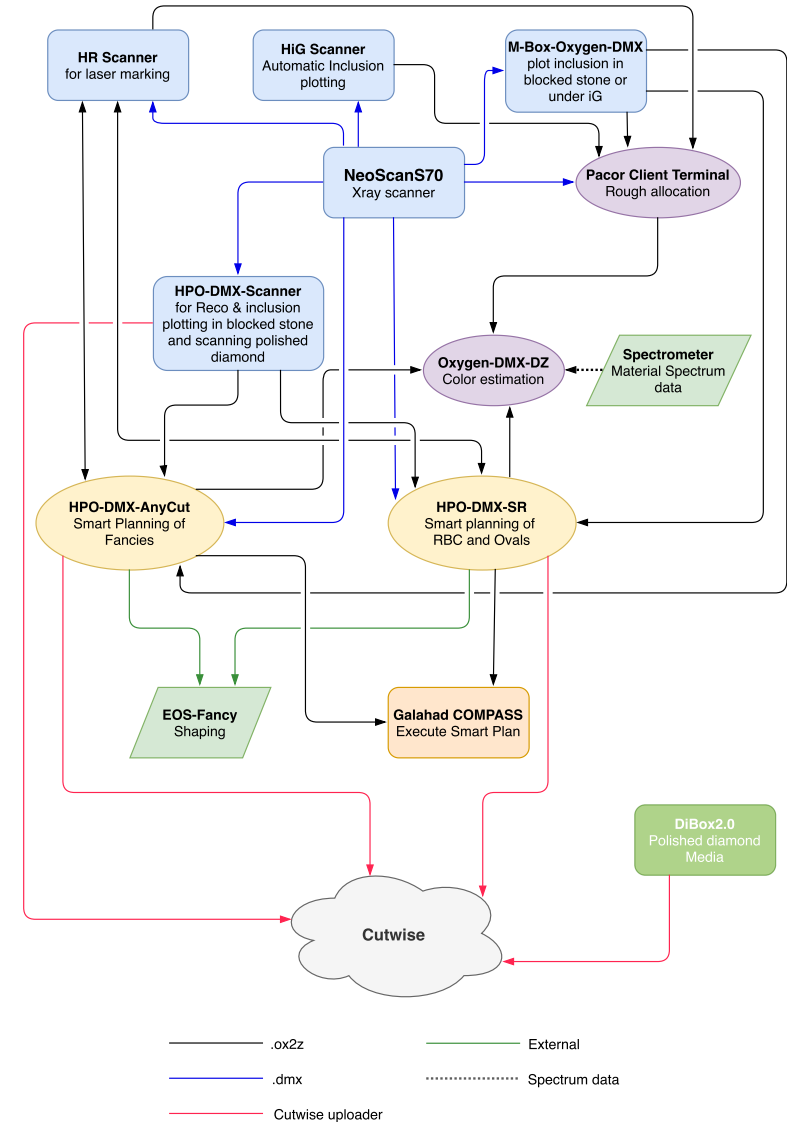 HR Scanner
for laser marking
HiG Scanner
Automatic Inclusion
plotting
M-Box-Oxygen-DMX
plot inclusion in
blocked stone or
under iG
NeoScanS70
Xray scanner
Pacor Client Terminal
Rough allocation
HPO-DMX-Scanner
for Reco & inclusion
plotting in blocked stone
and scanning polished
diamond
Oxygen-DMX-DZ
Color estimation
Spectrometer
Material Spectrum
data
HPO-DMX-AnyCut
Smart Planning of
Fancies
HPO-DMX-SR
Smart planning of
RBC and Ovals
EOS-Fancy
Shaping
Galahad COMPASS
Execute Smart Plan
DiBox2.0
Polished diamond
Media
Cutwise
.ox2z
External
.dmx
Spectrum data
Cutwise uploader